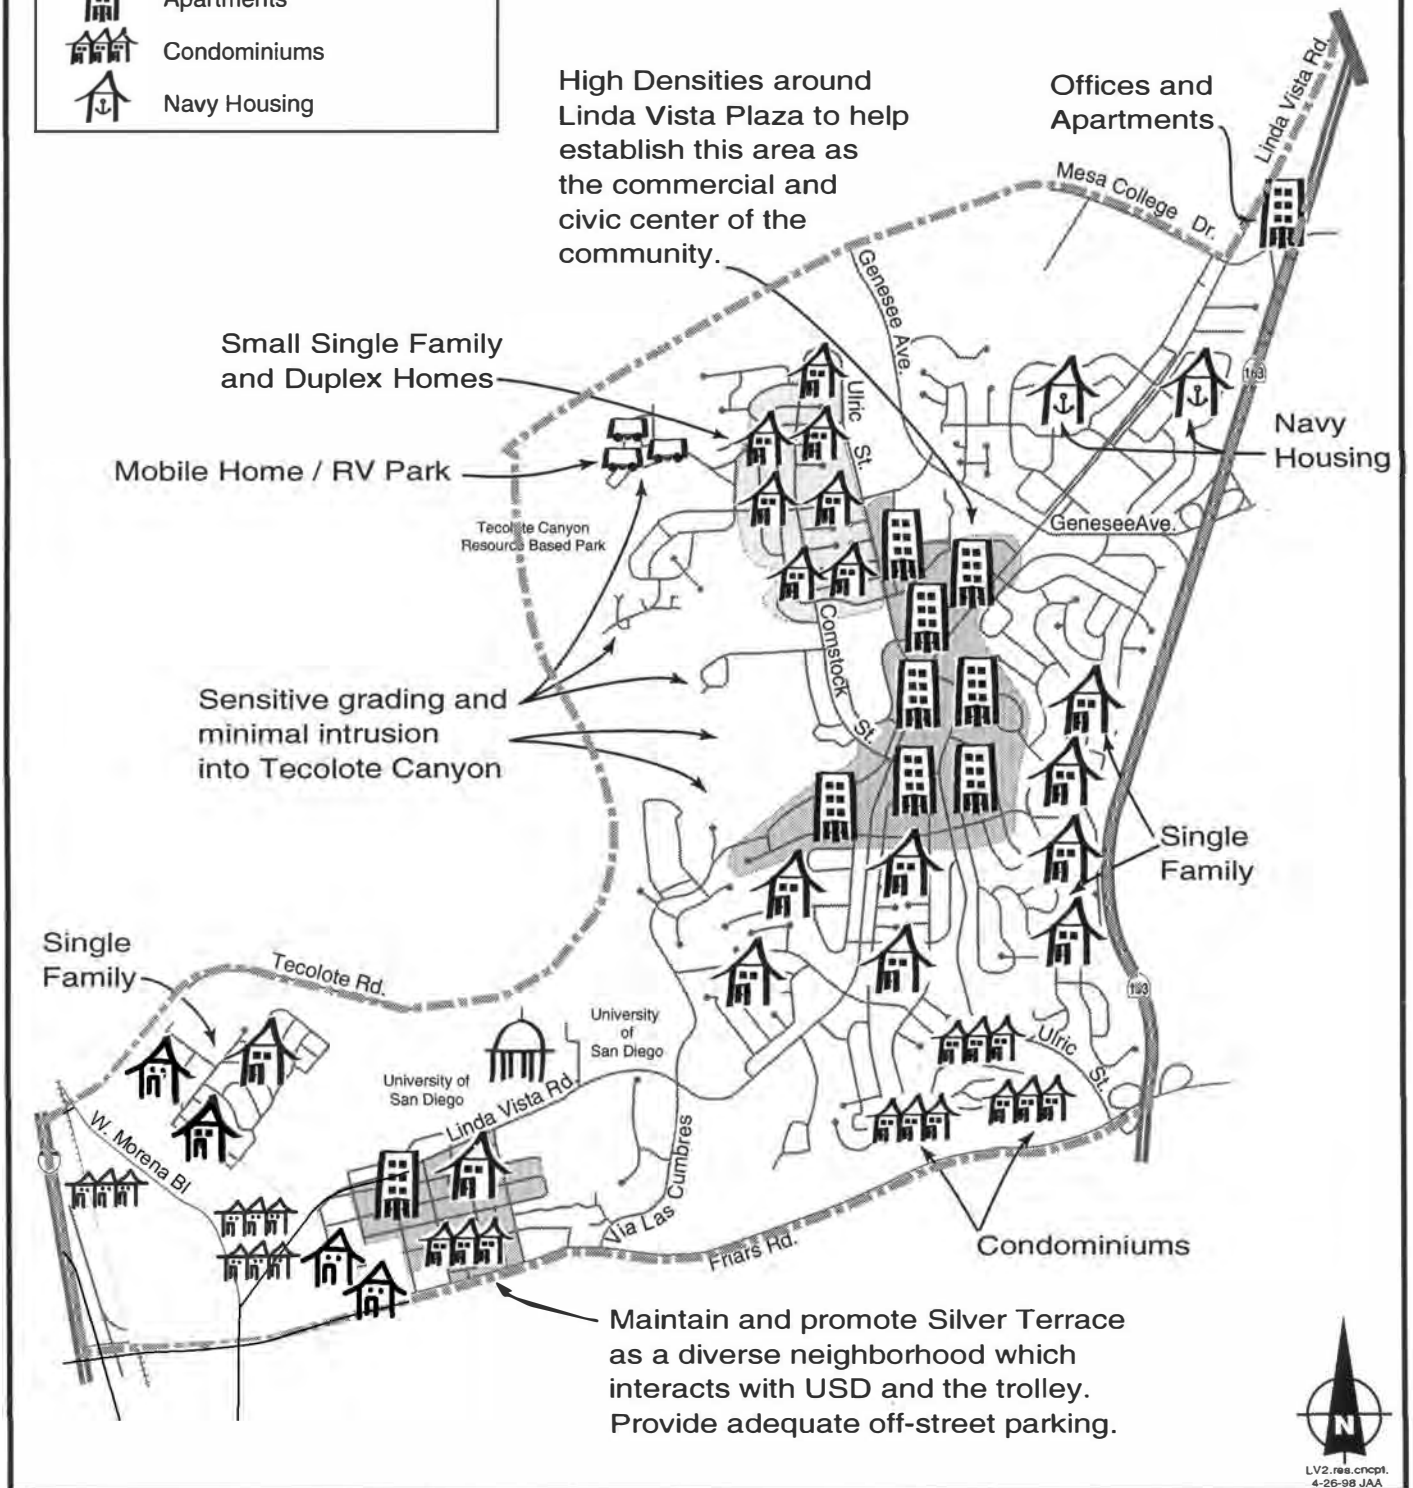 Apartments
Condominiums
Navy Housing
High Densities around
Linda Vista Plaza to help
establish this area as
the commercial and
civic center of the
community.
Offices and
Apartments
Linda Vista Rd.
Mesa College Dr.
Genesee Ave.
Small Single Family
and Duplex Homes
Ulric St.
163
Navy
Housing
Mobile Home / RV Park
Tecolote Canyon
Resource Based Park
GeneseeAve.
Comstock St.
Sensitive grading and
minimal intrusion
into Tecolote Canyon
Single
Family
Single
Family
Tecolote Rd.
163
University
of
San Diego
Ulric St.
University of
San Diego
Linda Vista Rd.
W. Morena Bl
Via Las Cumbres
Friars Rd.
Condominiums
Maintain and promote Silver Terrace
as a diverse neighborhood which
interacts with USD and the trolley.
Provide adequate off-street parking.
N
LV2.res.cncpt.
4-26-98 JAA